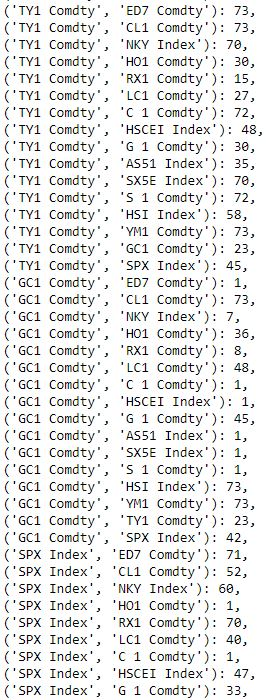 ('TY1 Comdty', 'ED7 Comdty'): 73,
('TY1 Comdty', 'CL1 Comdty'): 73,
('TY1 Comdty', 'NKY Index'): 70,
('TY1 Comdty', 'HO1 Comdty'): 30,
('TY1 Comdty', 'RX1 Comdty'): 15,
('TY1 Comdty', 'LC1 Comdty'): 27,
('TY1 Comdty', 'C 1 Comdty'): 72,
('TY1 Comdty', 'HSCEI Index'): 48,
('TY1 Comdty', 'G 1 Comdty'): 30,
('TY1 Comdty', 'AS51 Index'): 35,
('TY1 Comdty', 'SX5E Index'): 70,
('TY1 Comdty', 'S 1 Comdty'): 72,
('TY1 Comdty', 'HSI Index'): 58,
('TY1 Comdty', 'YM1 Comdty'): 73,
('TY1 Comdty', 'GC1 Comdty'): 23,
('TY1 Comdty', 'SPX Index'): 45,
('GC1 Comdty', 'ED7 Comdty'): 1,
('GC1 Comdty', 'CL1 Comdty'): 73,
('GC1 Comdty', 'NKY Index'): 7,
('GC1 Comdty', 'HO1 Comdty'): 36,
('GC1 Comdty', 'RX1 Comdty'): 8,
('GC1 Comdty', 'LC1 Comdty'): 48,
('GC1 Comdty', 'C 1 Comdty'): 1,
('GC1 Comdty', 'HSCEI Index'): 1,
('GC1 Comdty', 'G 1 Comdty'): 45,
('GC1 Comdty', 'AS51 Index'): 1,
('GC1 Comdty', 'SX5E Index'): 1,
('GC1 Comdty', 'S 1 Comdty'): 1,
('GC1 Comdty', 'HSI Index'): 73,
('GC1 Comdty', 'YM1 Comdty'): 73,
('GC1 Comdty', 'TY1 Comdty'): 23,
('GC1 Comdty', 'SPX Index'): 42,
('SPX Index', 'ED7 Comdty'): 71,
('SPX Index', 'CL1 Comdty'): 52,
('SPX Index', 'NKY Index'): 60,
('SPX Index', 'HO1 Comdty'): 1,
('SPX Index', 'RX1 Comdty'): 70,
('SPX Index', 'LC1 Comdty'): 40,
('SPX Index', 'C 1 Comdty'): 1,
('SPX Index', 'HSCEI Index'): 47,
('SPX Index', 'G 1 Comdty'): 33,